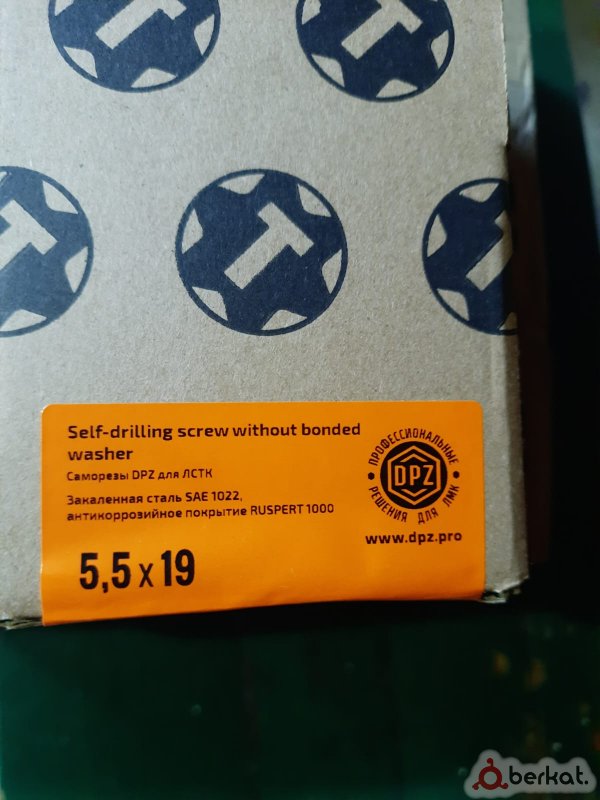 Self-drilling screw without bonded
washer
Саморезы DPZ для ЛСТК
Закаленная сталь SAE 1022,
антикоррозийное покрытие RUSPERT 1000
5,5 x 19
ПРОФЕССИОНАЛЬНЫЕ
DPZ
РЕШЕНИЯ ДЛЯ ЛМК
www.dpz.pro
berkat.